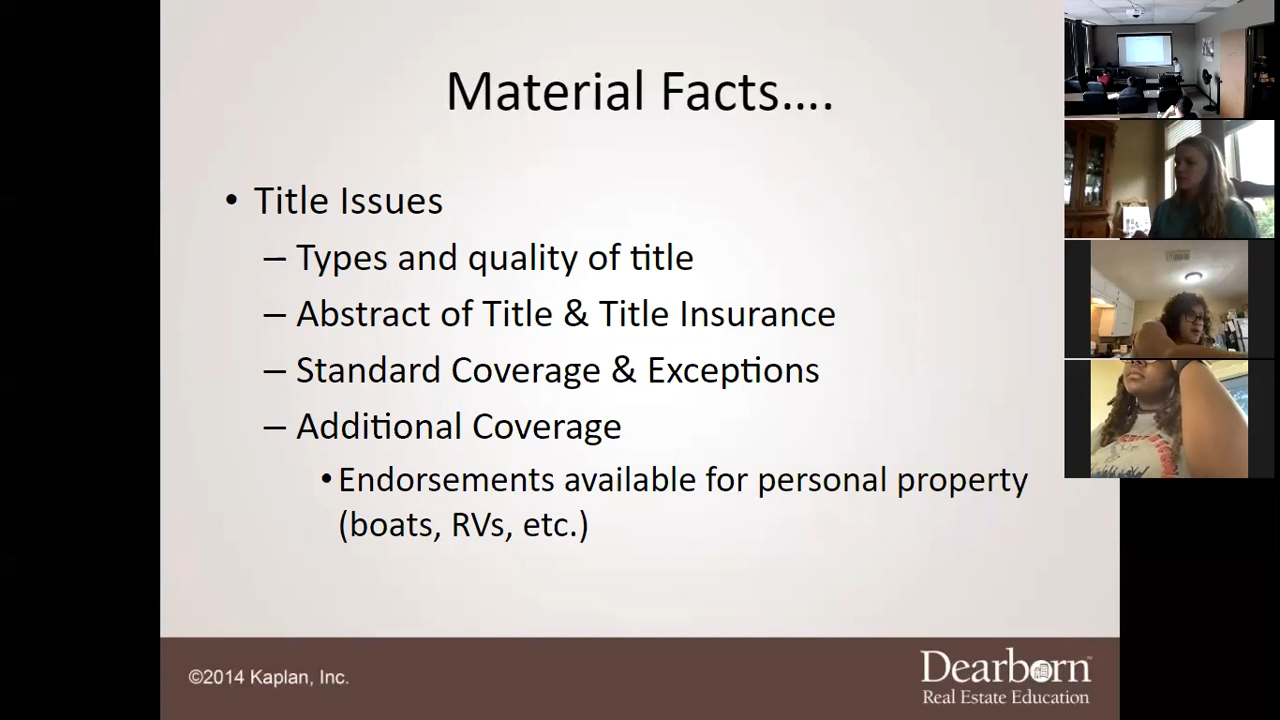 Material Facts....
• Title Issues
– Types and quality of title
– Abstract of Title & Title Insurance
– Standard Coverage & Exceptions
– Additional Coverage
• Endorsements available for personal property
(boats, RVs, etc.)
©2014 Kaplan, Inc.
Dearborn™
Real Estate Education